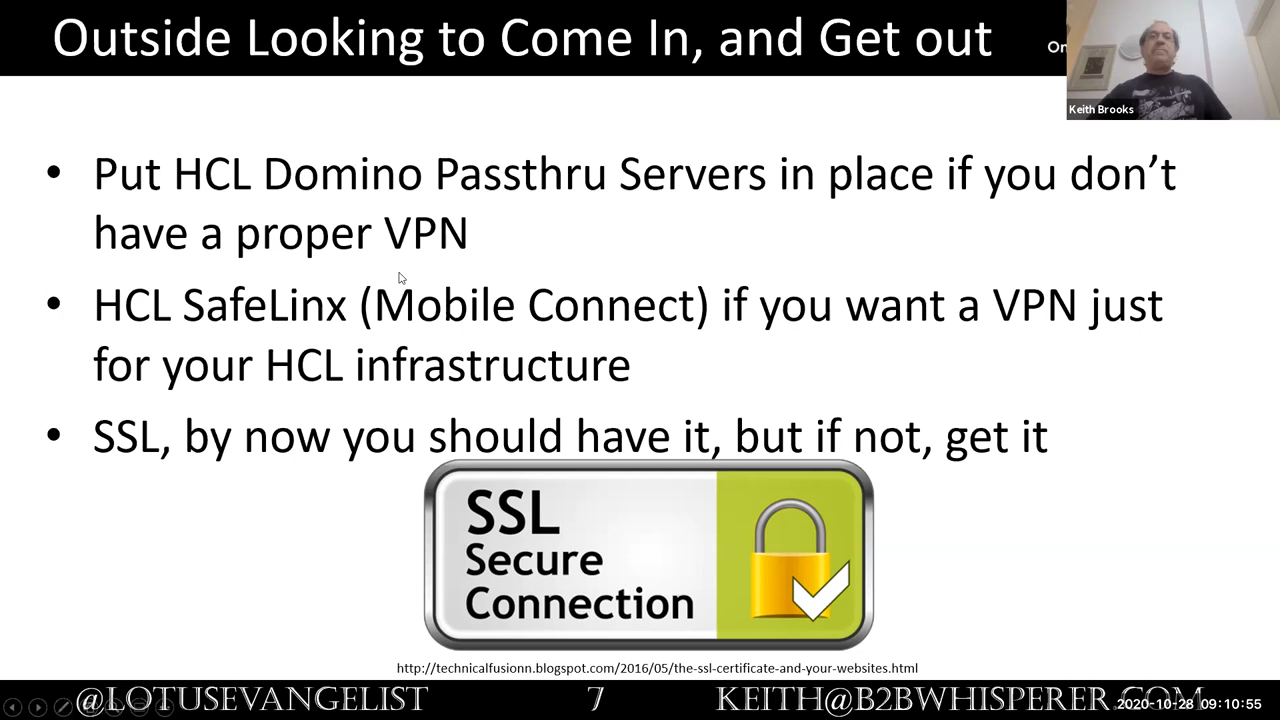 Outside Looking to Come In, and Get out
On
Keith Brooks
• Put HCL Domino Passthru Servers in place if you don’t
have a proper VPN
• HCL SafeLinx (Mobile Connect) if you want a VPN just
for your HCL infrastructure
• SSL, by now you should have it, but if not, get it
SSL
Secure
Connection
http://technicalfusionn.blogspot.com/2016/05/the-ssl-certificate-and-your-websites.html
@LOTUSEVANGELIST 7 KEITH@B2BWHISPERER.COM
2020-10-28 09:10:55